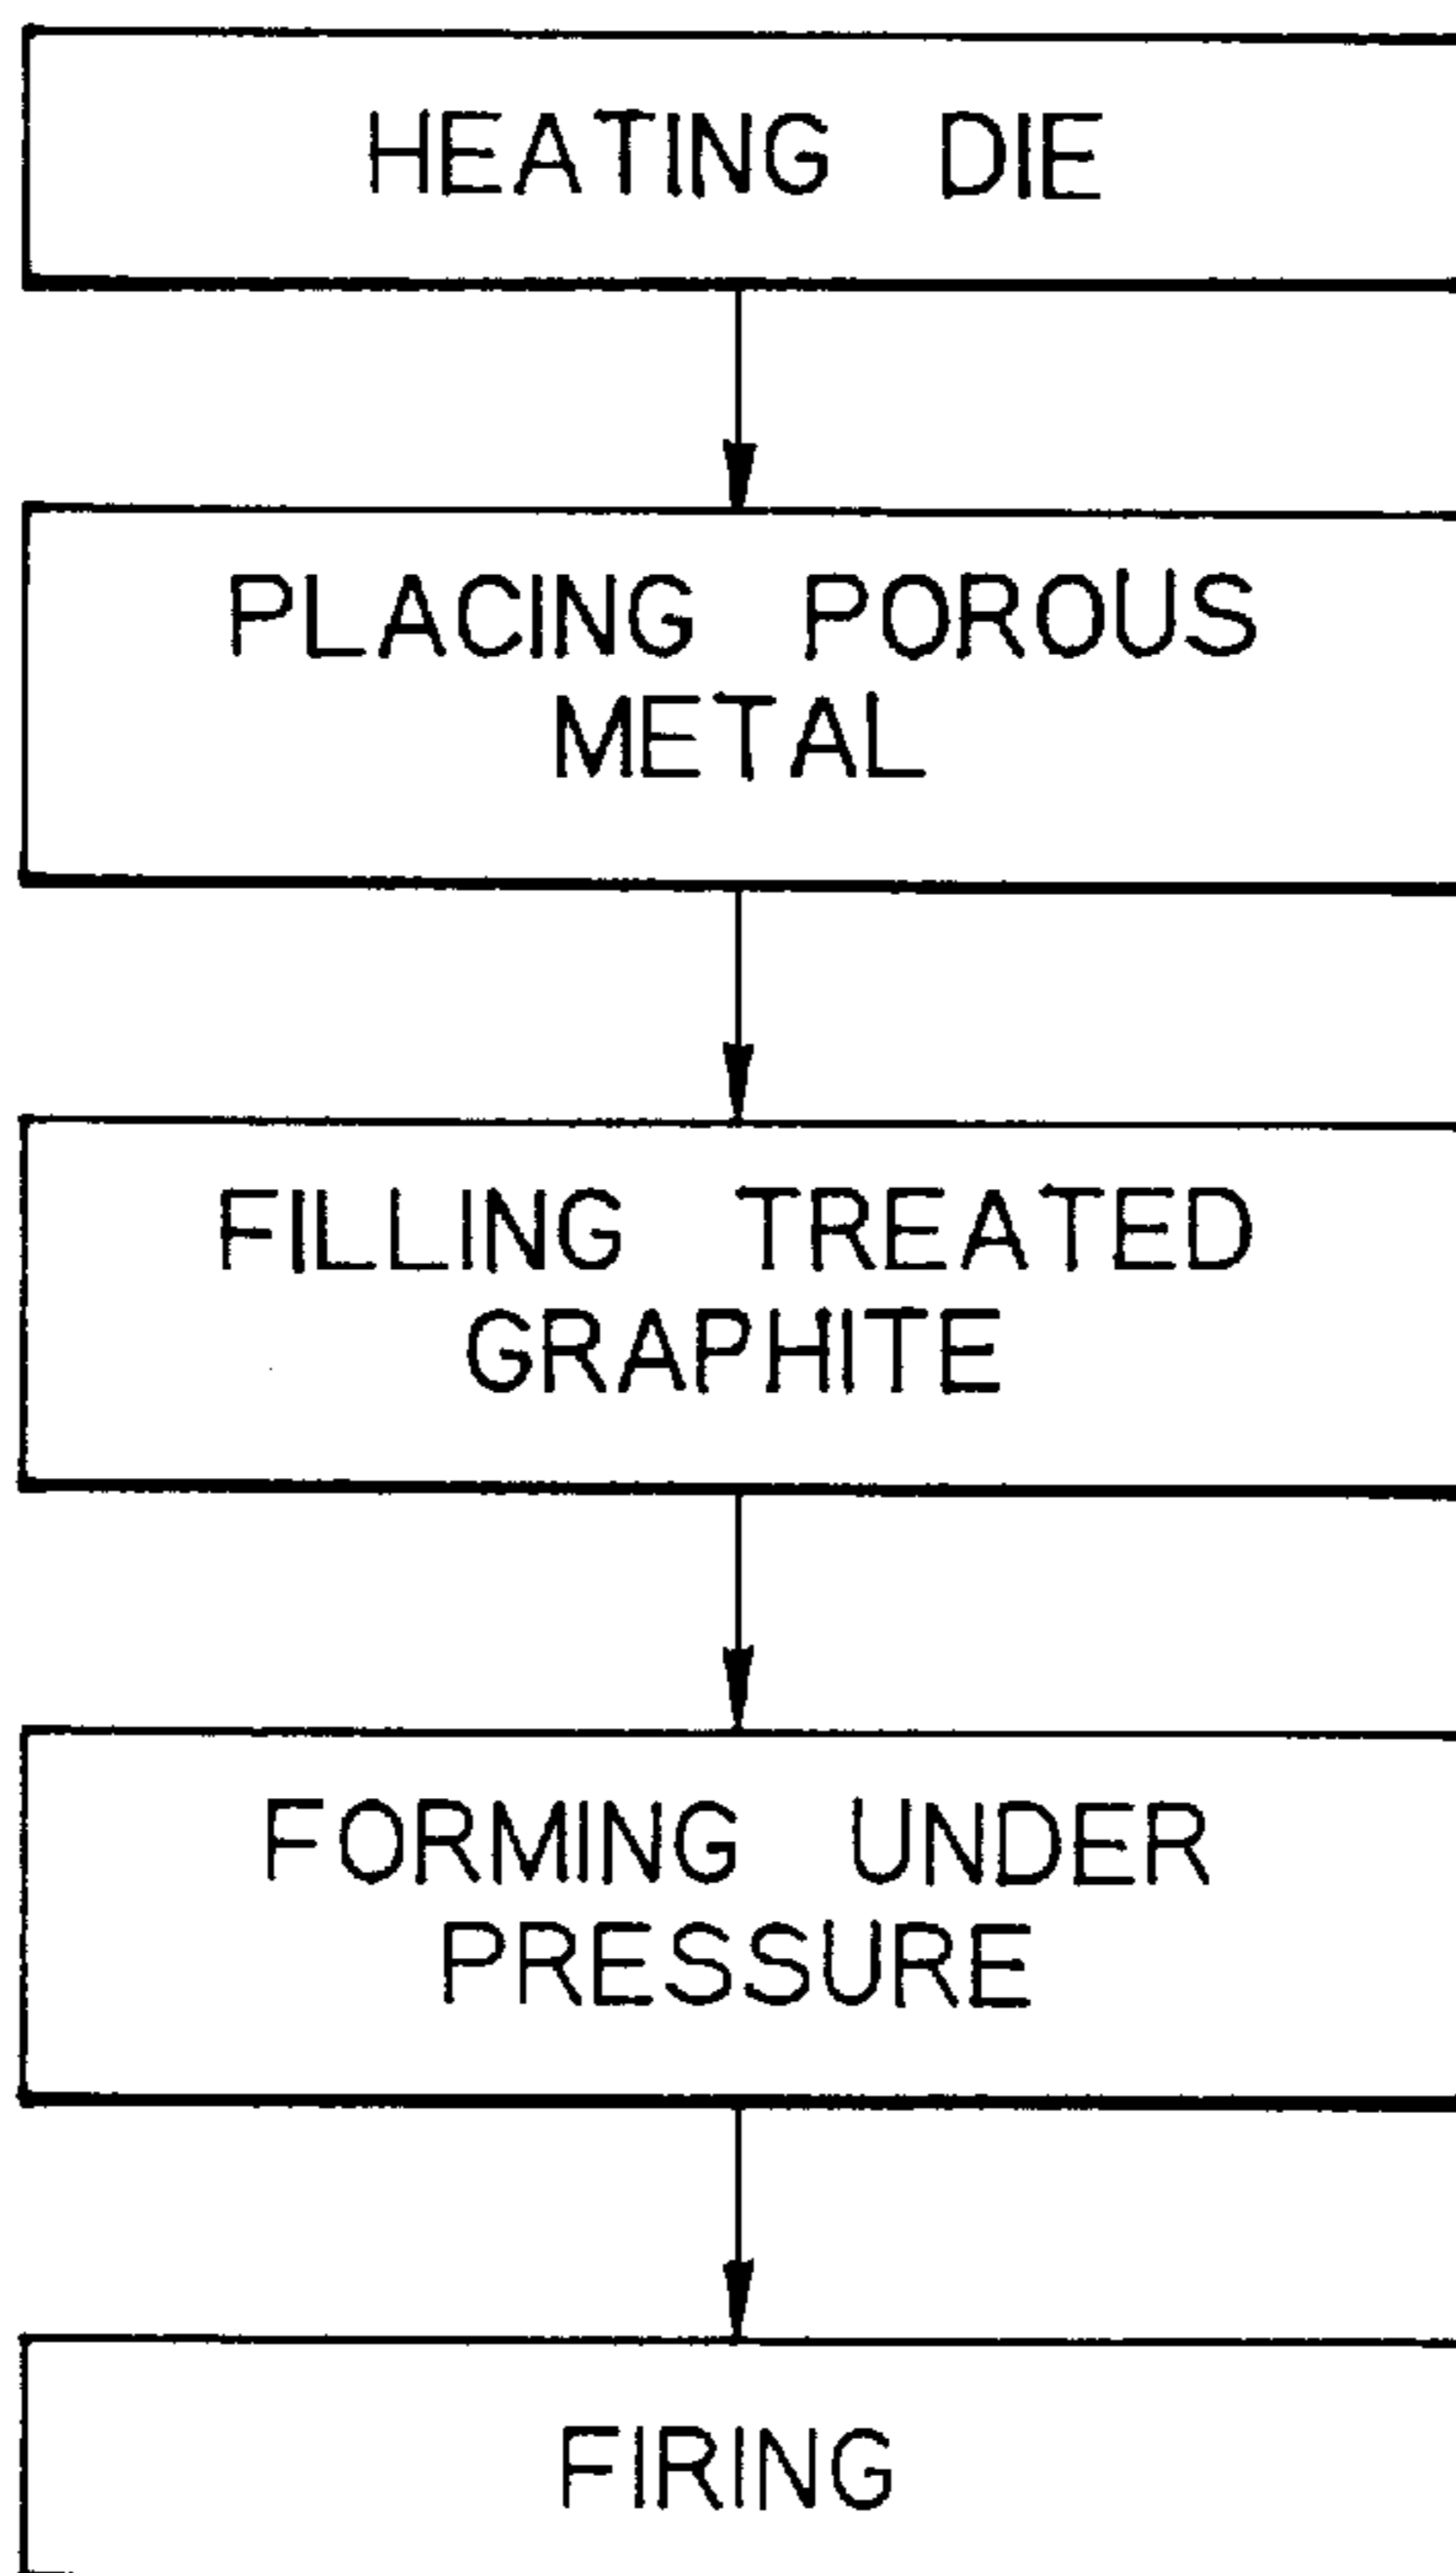 HEATING DIE
PLACING POROUS
METAL
FILLING TREATED
GRAPHITE
FORMING UNDER
PRESSURE
FIRING